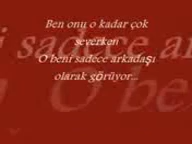 Ben onu o kadar çok
severken
O beni sadece arkadaşı
olarak görüyor...